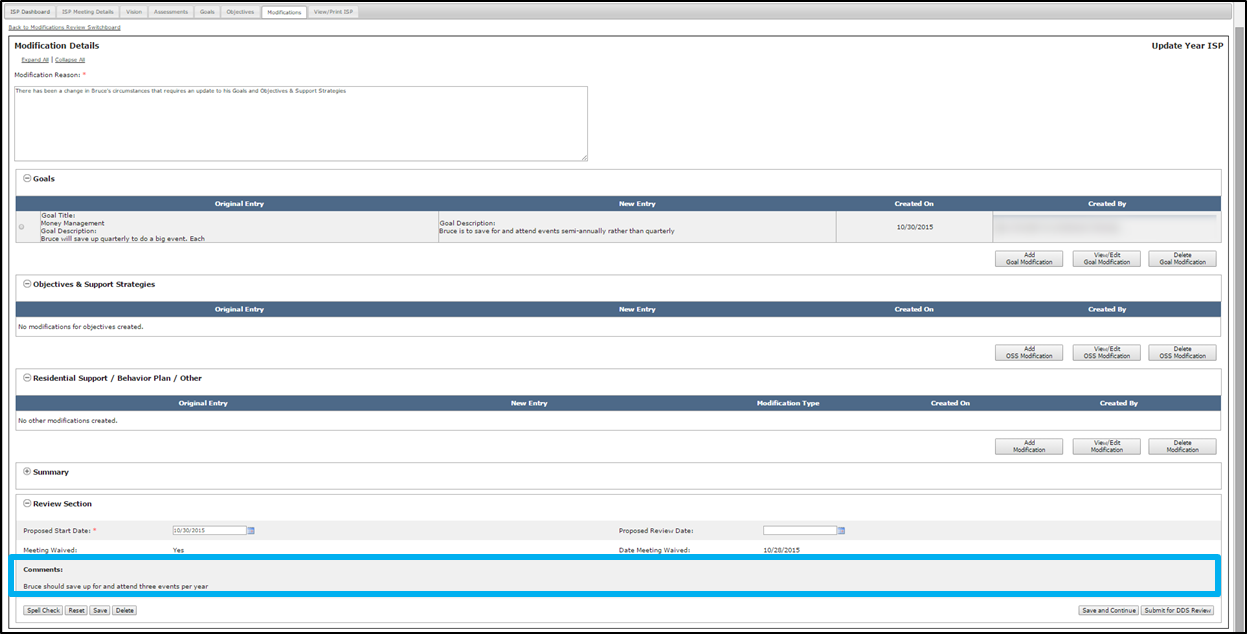 ISP Dashboard ISP Meeting Details Vision Assessments Goals Objectives Modifications View/Print ISP
Back to Modifications Review Switchboard
Modification Details Update Year ISP
Expand All | Collapse All
Modification Reason: *
There has been a change in Bruce's circumstances that requires an update to his Goals and Objectives & Support Strategies
Goals
Original Entry New Entry Created On Created By
Goal Title:
Money Management
Goal Description:
Bruce will save up quarterly to do a big event. Each
Goal Description:
Bruce is to save for and attend events semi-annually rather than quarterly
10/30/2015
Add
Goal Modification
View/Edit
Goal Modification
Delete
Goal Modification
Objectives & Support Strategies
Original Entry New Entry Created On Created By
No modifications for objectives created.
Add
OSS Modification
View/Edit
OSS Modification
Delete
OSS Modification
Residential Support / Behavior Plan / Other
Original Entry New Entry Modification Type Created On Created By
No other modifications created.
Add
Modification
View/Edit
Modification
Delete
Modification
Summary
Review Section
Proposed Start Date: * 10/30/2015 Proposed Review Date:
Meeting Waived: Yes Date Meeting Waived: 10/28/2015
Comments:
Bruce should save up for and attend three events per year
Spell Check Reset Save Delete Save and Continue Submit for DDS Review